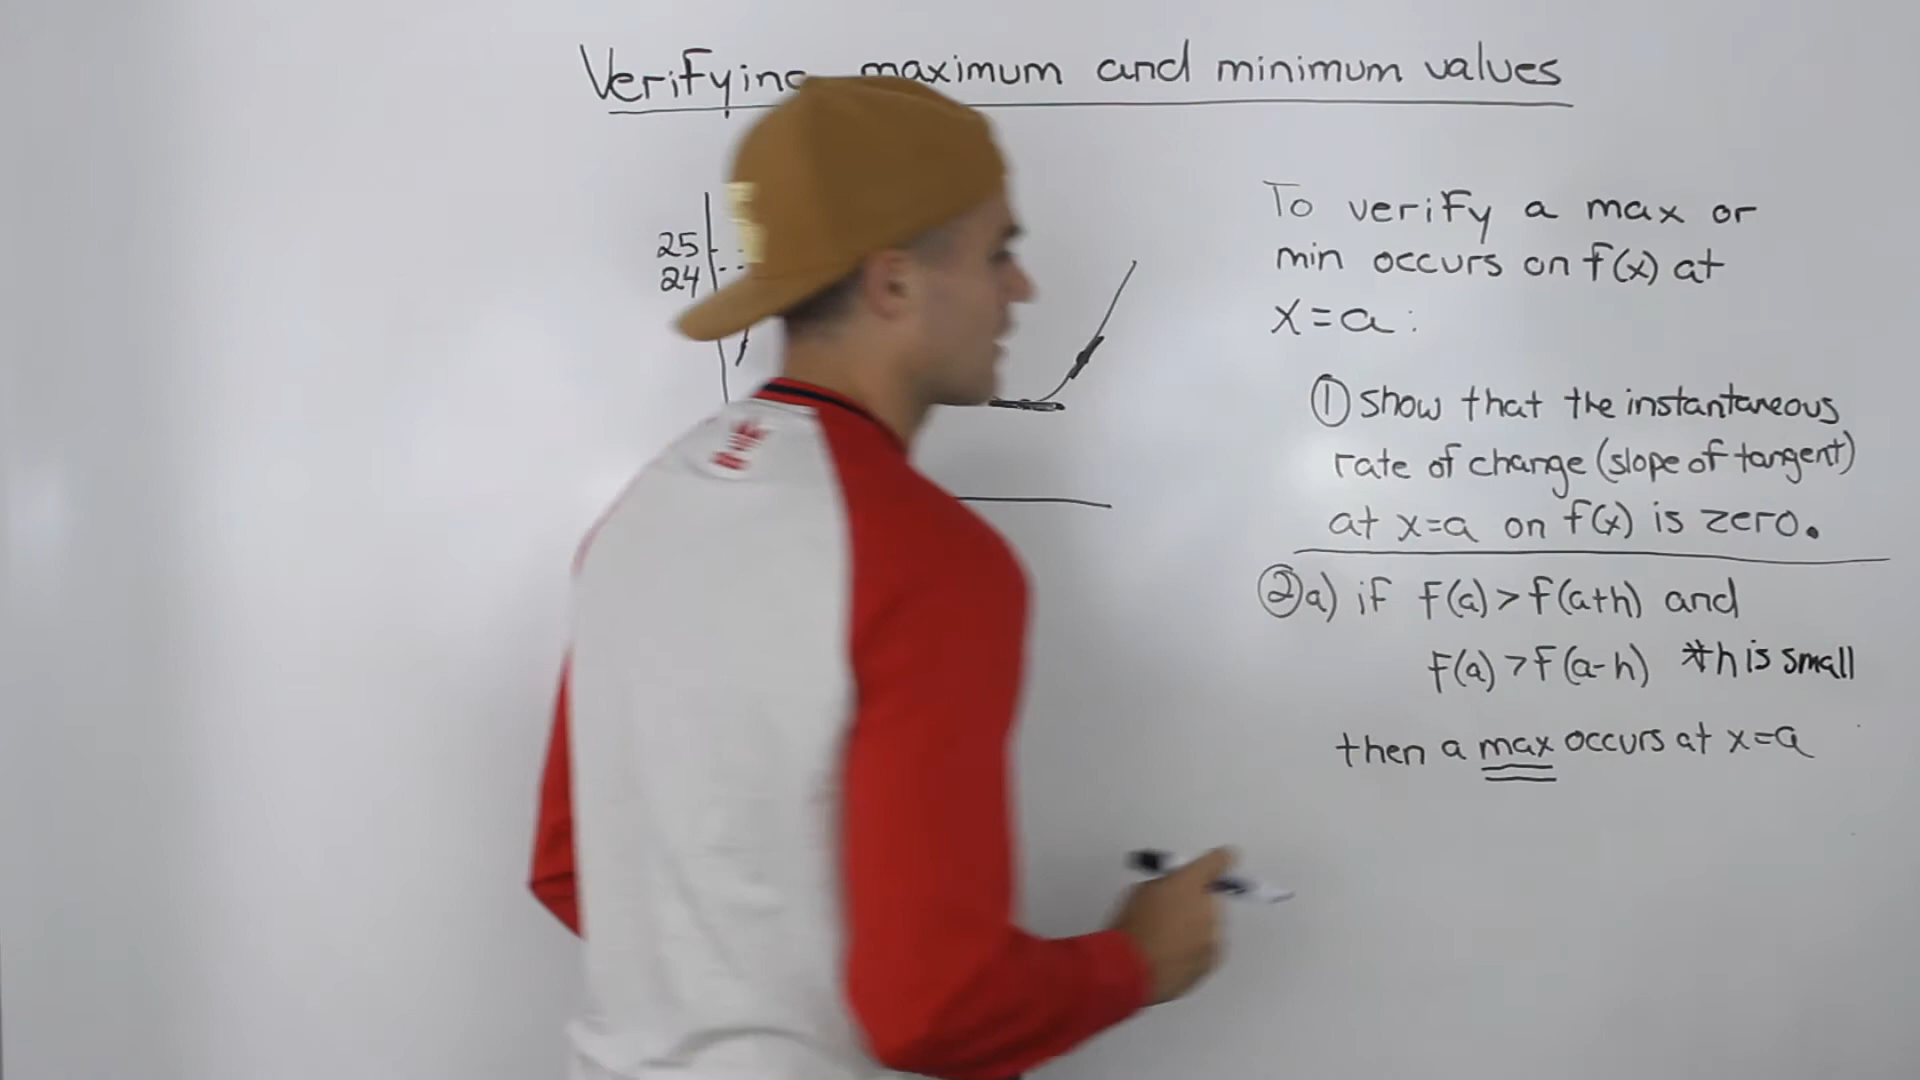 Verifying maximum and minimum values
25
24
To verify a max or
min occurs on f(x) at
x=a:
① Show that the instantaneous
rate of change (slope of tangent)
at x=a on f(x) is zero.
② a) if f(a)>f(a+h) and
f(a)>f(a-h) *h is small
then a max occurs at x=a